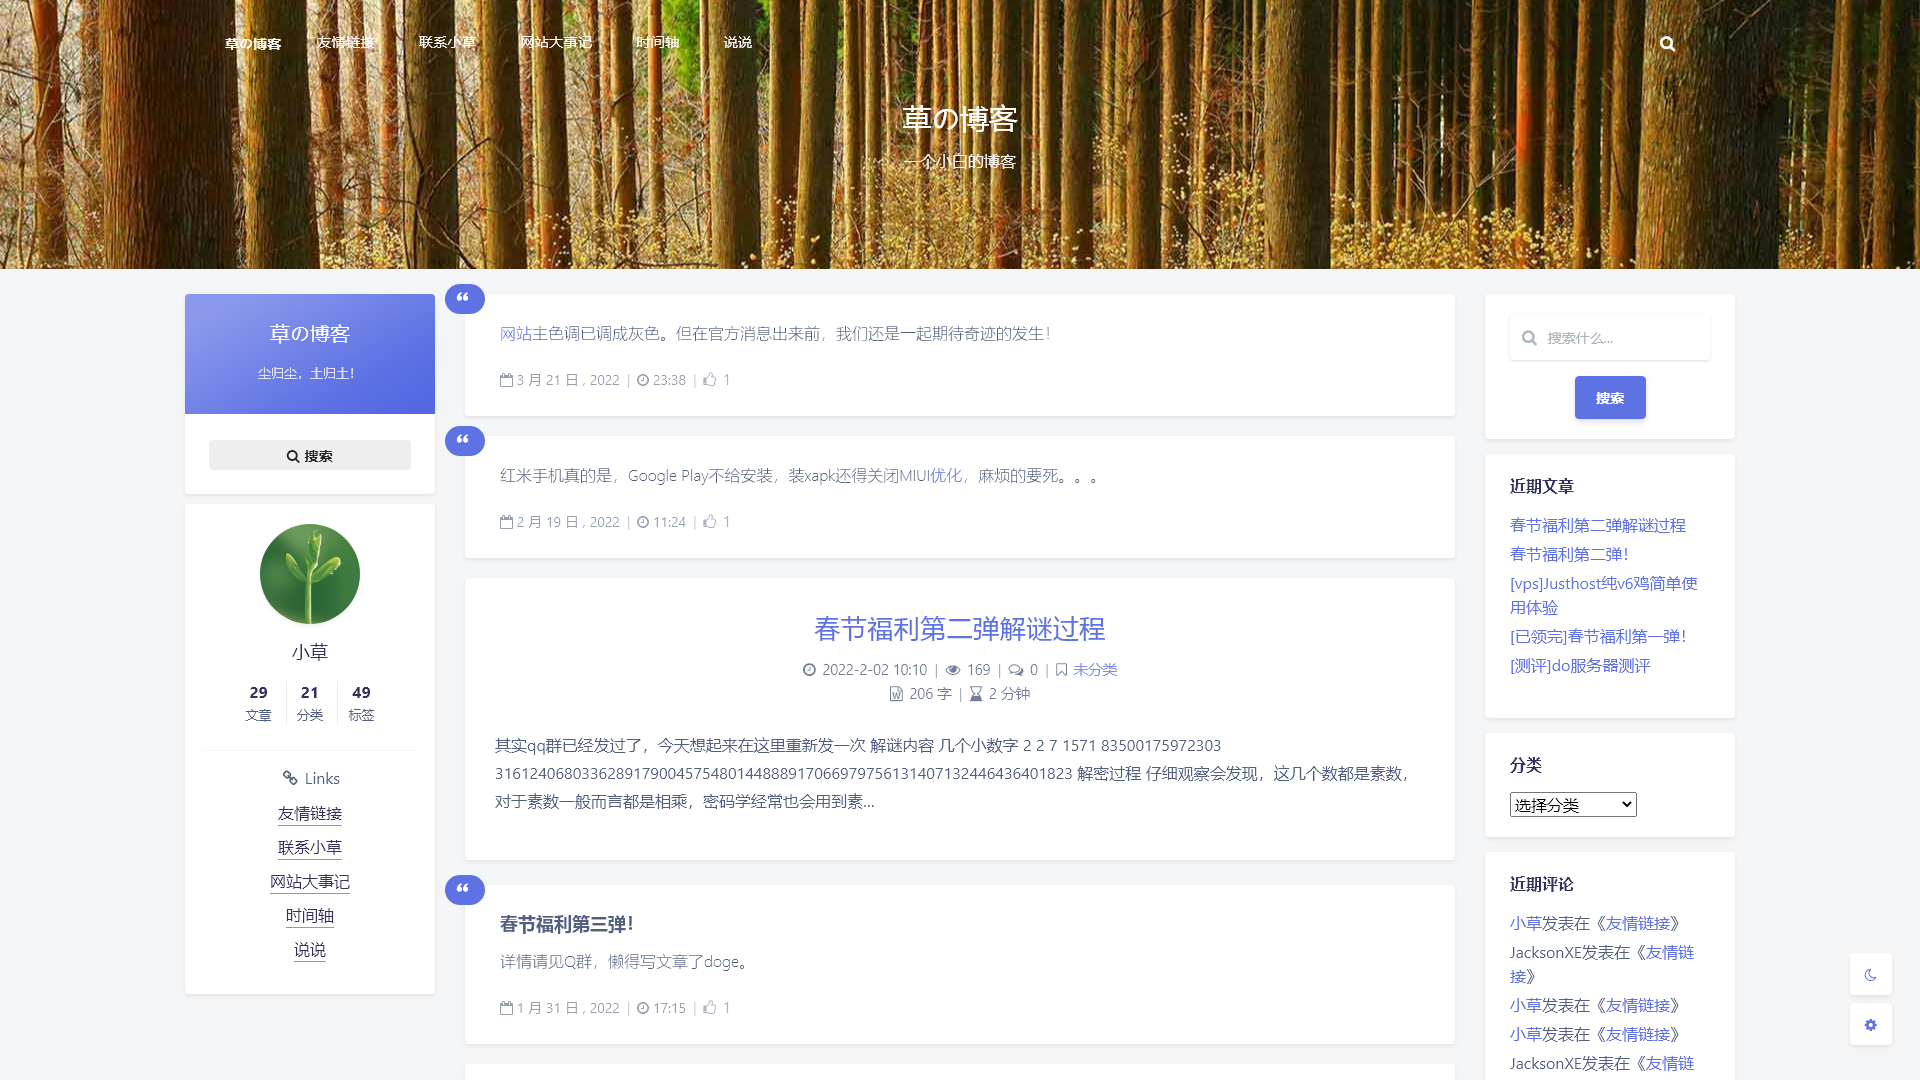 草の博客
友情链接
联系小草
网站大事记
时间轴
说说
草の博客
一个小白的博客
草の博客
尘归尘，土归土！
搜索
小草
29 21 49
文章 分类 标签
Links
友情链接
联系小草
网站大事记
时间轴
说说
网站主色调已调成灰色。但在官方消息出来前，我们还是一起期待奇迹的发生！
3 月 21 日 , 2022 | 23:38 | 1
红米手机真的是，Google Play不给安装，装xapk还得关闭MIUI优化，麻烦的要死。。。
2 月 19 日 , 2022 | 11:24 | 1
春节福利第二弹解谜过程
2022-2-02 10:10 | 169 | 0 | 未分类
206 字 | 2 分钟
其实qq群已经发过了，今天想起来在这里重新发一次 解谜内容 几个小数字 2 2 7 1571 83500175972303
31612406803362891790045754801448889170669797561314071324464364018​23 解密过程 仔细观察会发现，这几个数都是素数，
对于素数一般而言都是相乘，密码学经常也会用到素...
春节福利第三弹！
详情请见Q群，懒得写文章了doge。
1 月 31 日 , 2022 | 17:15 | 1
搜索什么...
搜索
近期文章
春节福利第二弹解谜过程
春节福利第二弹！
[vps]Justhost纯v6鸡简单使
用体验
[已领完]春节福利第一弹！
[测评]do服务器测评
分类
选择分类
近期评论
小草发表在《友情链接》
JacksonXE发表在《友情链
接》
小草发表在《友情链接》
小草发表在《友情链接》
JacksonXE发表在《友情链